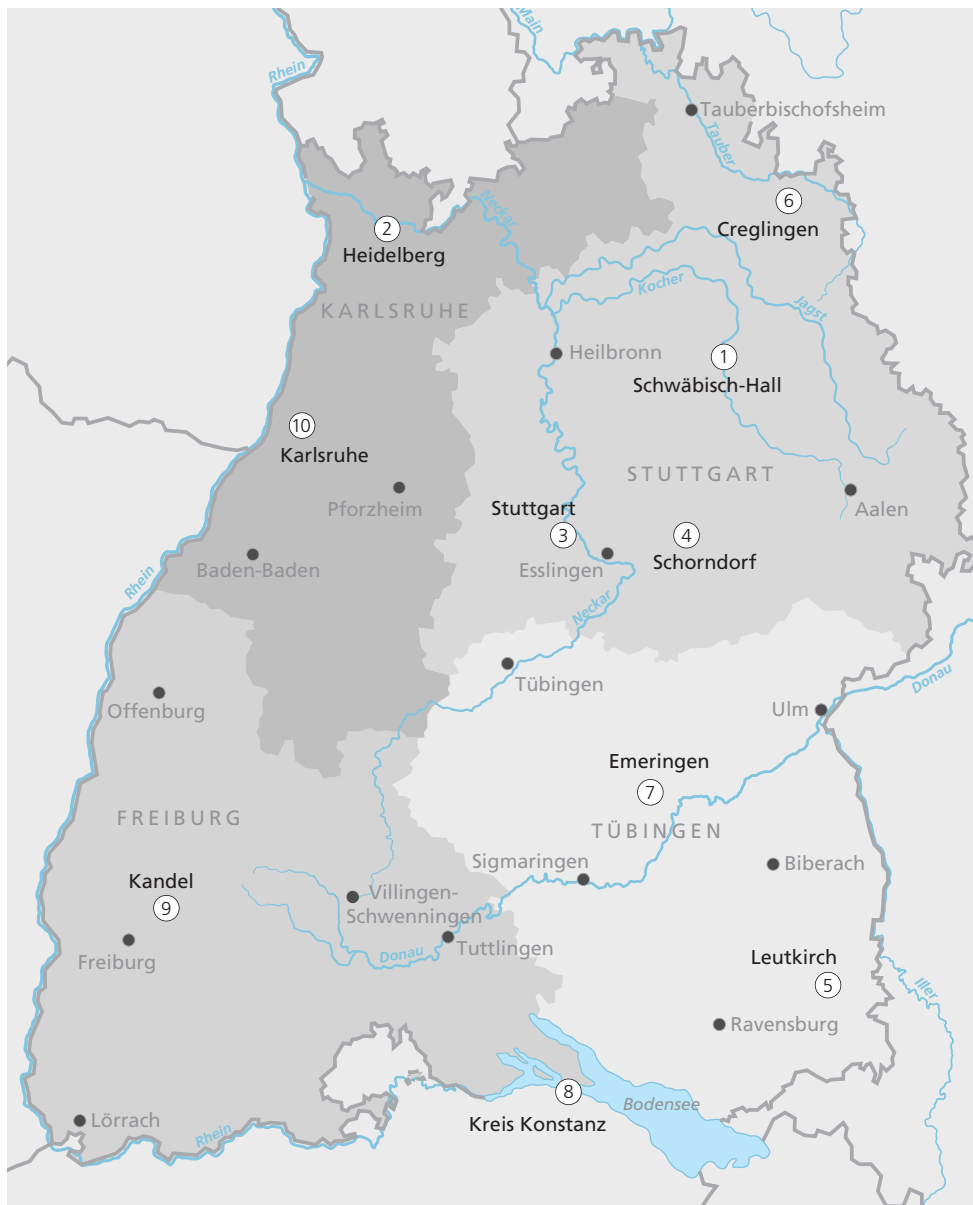 Main
Rhein
Tauberbischofsheim
Tauber
6
Creglingen
Neckar
2
Heidelberg
KARLSRUHE
Kocher
Jagst
Heilbronn
1
Schwäbisch-Hall
10
Karlsruhe
STUTTGART
Pforzheim
Aalen
Stuttgart
3
4
Schorndorf
Esslingen
Baden-Baden
Rhein
Neckar
Tübingen
Donau
Offenburg
Ulm
Emeringen
7
FREIBURG
TÜBINGEN
Sigmaringen
Biberach
Kandel
9
Villingen-
Schwenningen
Freiburg
Donau
Tuttlingen
Leutkirch
5
Iller
Ravensburg
8
Bodensee
Kreis Konstanz
Lörrach
Rhein